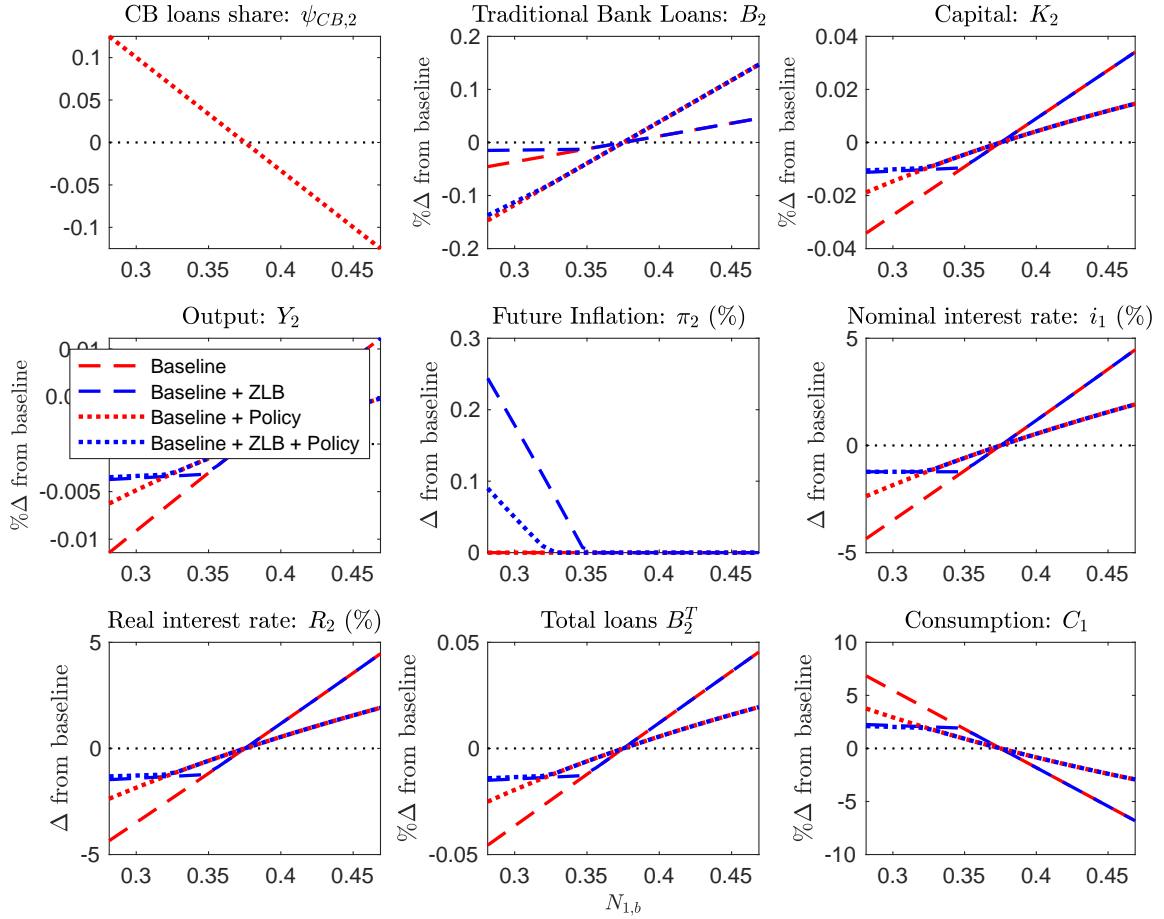 CB loans share: ψ_{CB,2}
0.1
0.05
0
-0.05
-0.1
0.3 0.35 0.4 0.45
Traditional Bank Loans: B_2
%Δ from baseline
0.2
0.1
0
-0.1
-0.2
0.3 0.35 0.4 0.45
Capital: K_2
%Δ from baseline
0.04
0.02
0
-0.02
-0.04
0.3 0.35 0.4 0.45
Output: Y_2
%Δ from baseline
0.01
-0.005
-0.01
0.3 0.35 0.4 0.45
Baseline
Baseline + ZLB
Baseline + Policy
Baseline + ZLB + Policy
Future Inflation: π_2 (%)
Δ from baseline
0.3
0.2
0.1
0
0.3 0.35 0.4 0.45
Nominal interest rate: i_1 (%)
Δ from baseline
5
0
-5
0.3 0.35 0.4 0.45
Real interest rate: R_2 (%)
Δ from baseline
5
0
-5
0.3 0.35 0.4 0.45
Total loans B_2^T
%Δ from baseline
0.05
0
-0.05
0.3 0.35 0.4 0.45
N_{1,b}
Consumption: C_1
%Δ from baseline
10
5
0
-5
-10
0.3 0.35 0.4 0.45